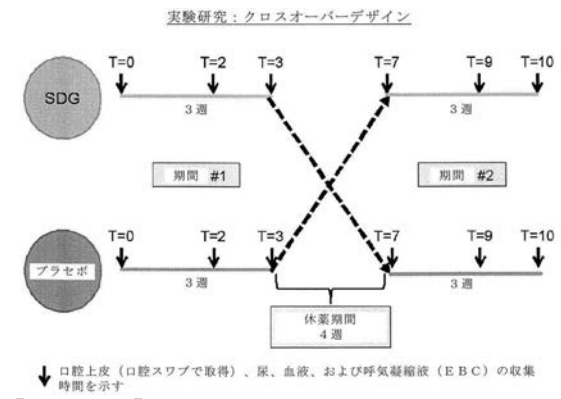 実験研究：クロスオーバーデザイン
T=0 T=2 T=3 T=7 T=9 T=10
SDG
3週 3週
期間 #1 期間 #2
T=0 T=2 T=3 T=7 T=9 T=10
プラセボ
3週 3週
休薬期間
4週
口腔上皮（口腔スワブで取得）、尿、血液、および呼気凝縮液（EBC）の収集
時間を示す